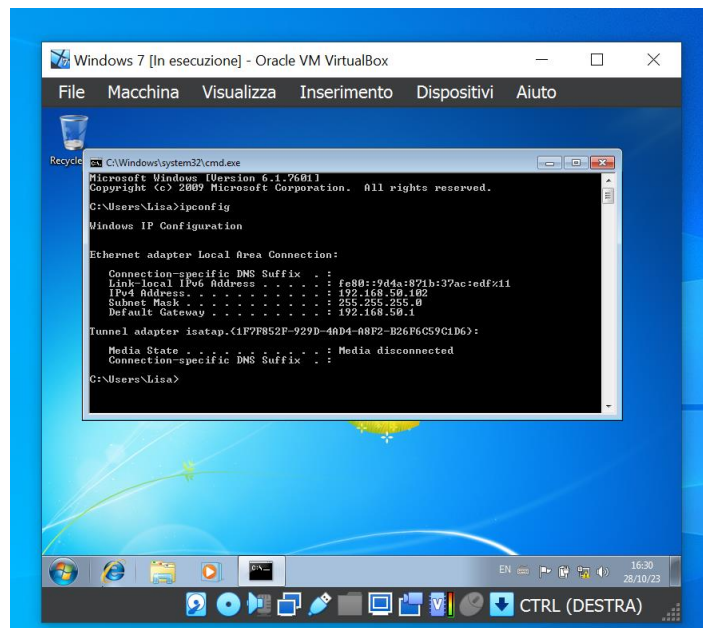 Windows 7 [In esecuzione] - Oracle VM VirtualBox
File Macchina Visualizza Inserimento Dispositivi Aiuto
Recycle
C:\Windows\system32\cmd.exe
Microsoft Windows [Version 6.1.7601]
Copyright (c) 2009 Microsoft Corporation. All rights reserved.
C:\Users\Lisa>ipconfig
Windows IP Configuration
Ethernet adapter Local Area Connection:
Connection-specific DNS Suffix . :
Link-local IPv6 Address . . . . . : fe80::9d4a:871b:37ac:edf%11
IPv4 Address. . . . . . . . . . . : 192.168.50.102
Subnet Mask . . . . . . . . . . . : 255.255.255.0
Default Gateway . . . . . . . . . : 192.168.50.1
Tunnel adapter isatap.{1F7F852F-929D-4AD4-A8F2-B26F6C59C1D6}:
Media State . . . . . . . . . . . : Media disconnected
Connection-specific DNS Suffix . :
C:\Users\Lisa>
EN
16:30
28/10/23
CTRL (DESTRA)